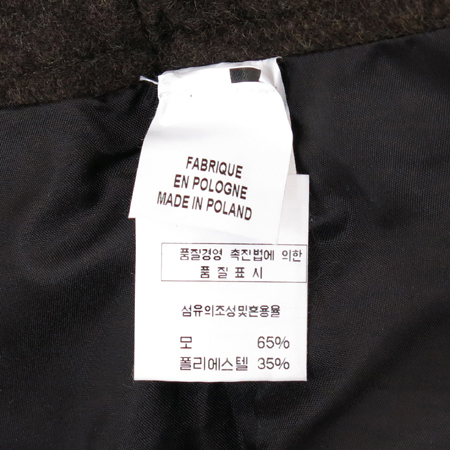 FABRIQUE
EN POLOGNE
MADE IN POLAND
품질경영 촉진법에 의한
품 질 표 시
섬유의조성및혼용율
모 65%
폴리에스텔 35%